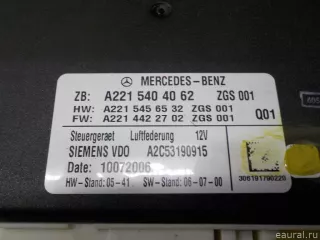 MERCEDES-BENZ
ZB: A221 540 40 62 ZGS 001
HW: A221 545 65 32 ZGS 001
FW: A221 442 27 02 ZGS 001 Q01
Steuergeraet Luftfederung 12V
SIEMENS VDO A2C53190915
Date: 10072006
HW-Stand: 05-41 SW-Stand: 06-07-00
eaural.ru